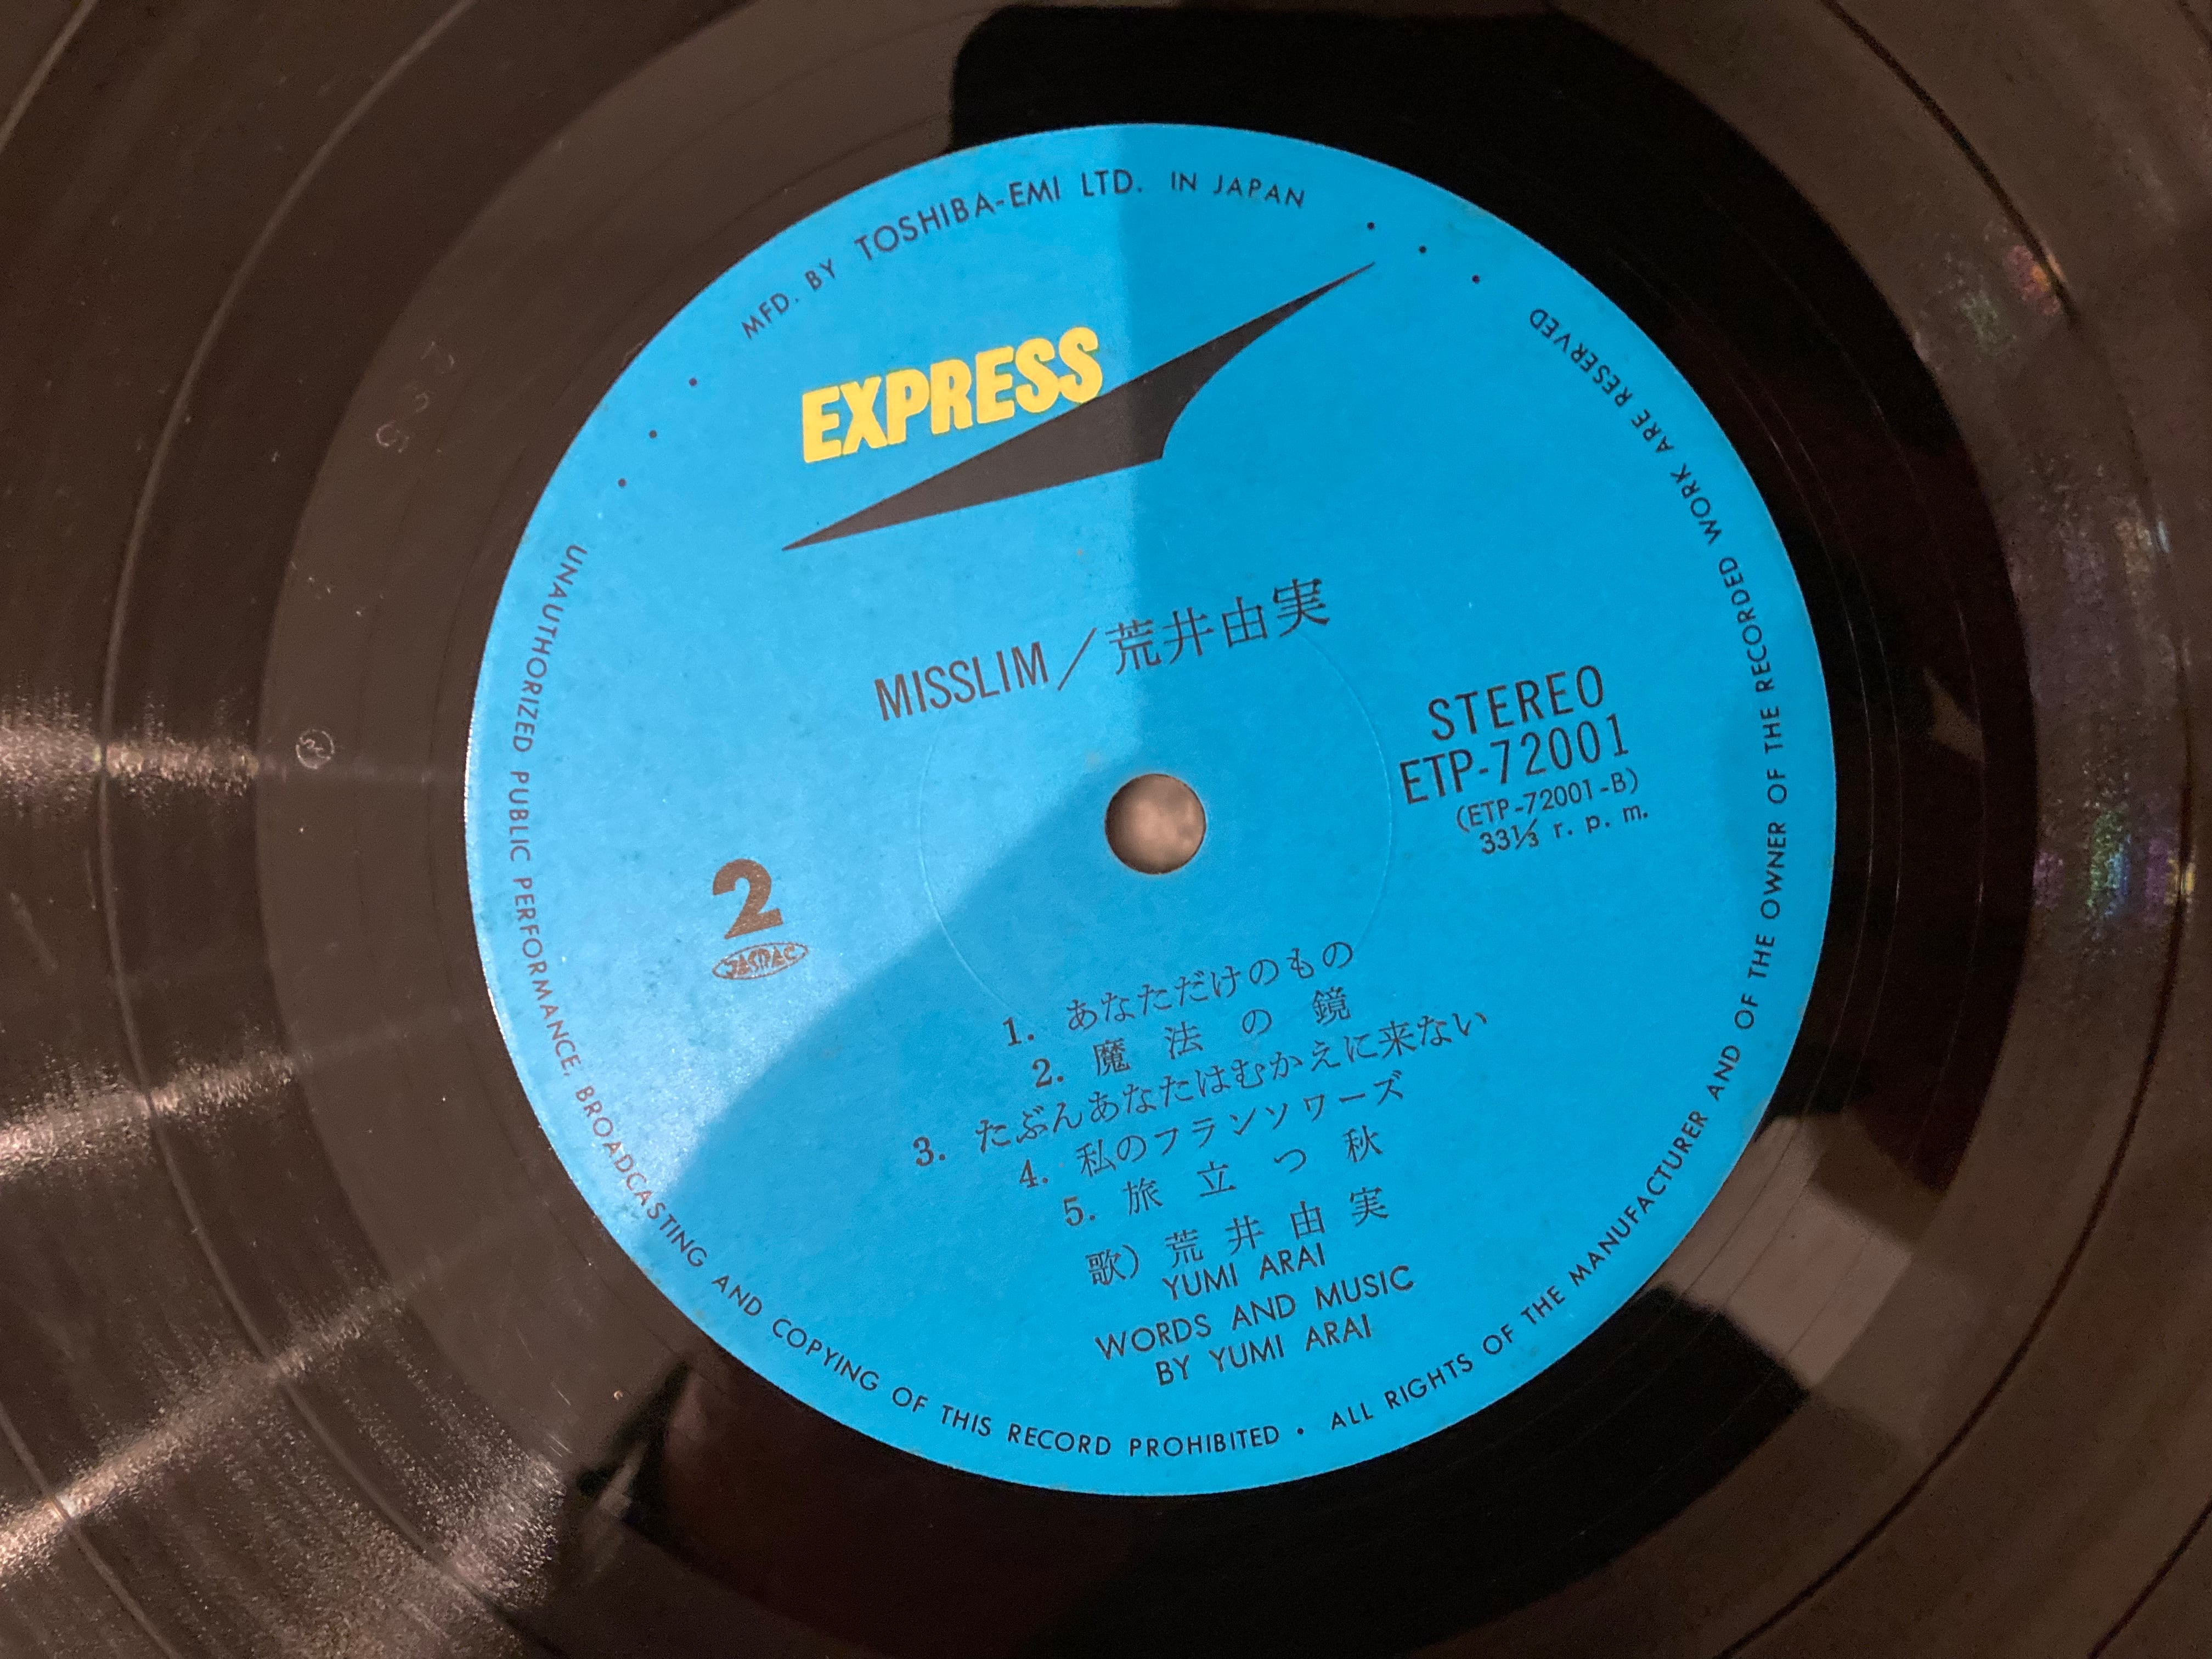 MFD. BY TOSHIBA-EMI LTD. IN JAPAN
EXPRESS
MISSLIM／荒井由実
STEREO
ETP-72001
(ETP-72001-B)
33⅓ r. p. m.
2
JASRAC
1. あなただけのもの
2. 魔法の鏡
3. たぶんあなたはむかえに来ない
4. 私のフランソワーズ
5. 旅立つ秋
歌) 荒井由実
YUMI ARAI
WORDS AND MUSIC
BY YUMI ARAI
UNAUTHORIZED PUBLIC PERFORMANCE, BROADCASTING AND COPYING OF THIS RECORD PROHIBITED • ALL RIGHTS OF THE MANUFACTURER AND OF THE OWNER OF THE RECORDED WORK ARE RESERVED